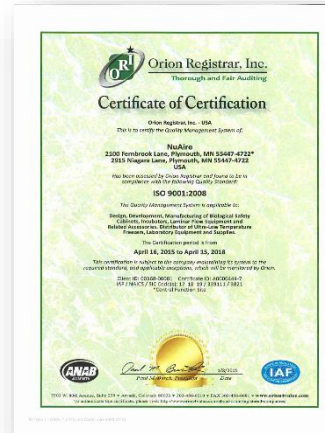 ORI
Orion Registrar, Inc.
Thorough and Fair Auditing
Certificate of Certification
Orion Registrar, Inc. - USA
This is to certify the Quality Management System of:
NuAire
2100 Fernbrook Lane, Plymouth, MN 55447-4722*
2915 Niagara Lane, Plymouth, MN 55447-4722
USA
Has been assessed by Orion Registrar and found to be in
compliance with the following Quality Standard:
ISO 9001:2008
The Quality Management System is applicable to:
Design, Development, Manufacturing of Biological Safety
Cabinets, Incubators, Laminar Flow Equipment and
Related Accessories. Distributor of Ultra-Low Temperature
Freezers, Laboratory Equipment and Supplies.
The Certification period is from
April 16, 2015 to April 15, 2018
This certification is subject to the company maintaining its system to the
required standard, and applicable exceptions, which will be monitored by Orion.
*Control Function Site
ANAB
President
Date
IAF